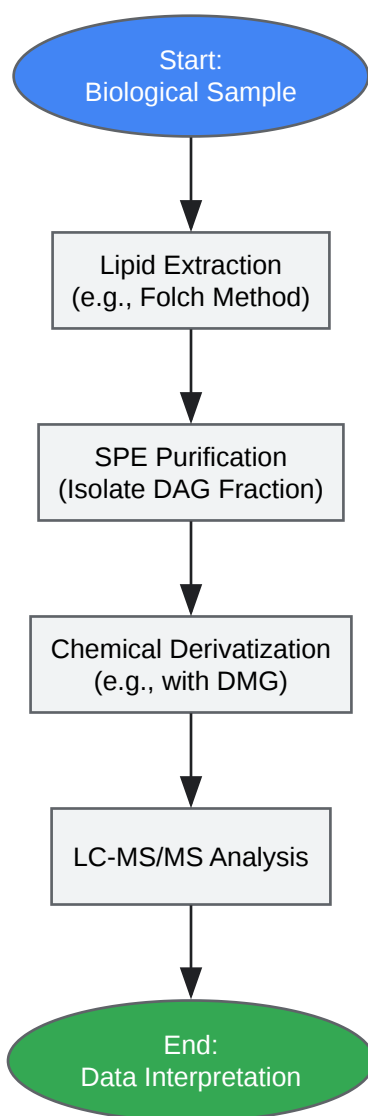 Start:
Biological Sample
Lipid Extraction
(e.g., Folch Method)
SPE Purification
(Isolate DAG Fraction)
Chemical Derivatization
(e.g., with DMG)
LC-MS/MS Analysis
End:
Data Interpretation